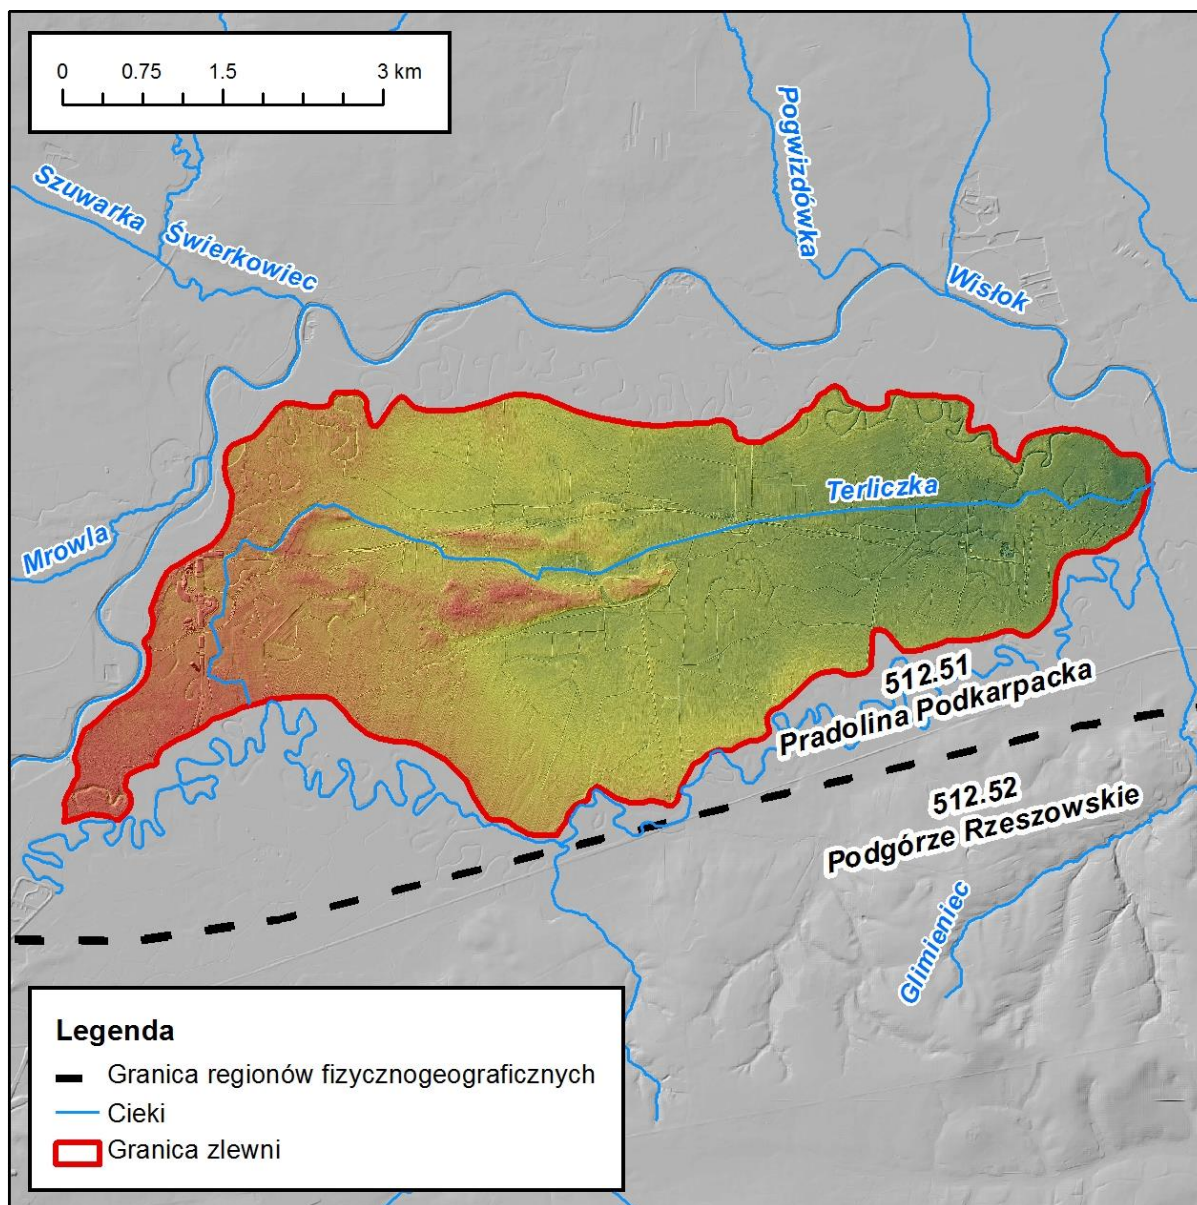 0 0.75 1.5 3 km
Pogwizdówka
Szuwarka
Świerkowiec
Wisłok
Terliczka
Mrowla
512.51
Pradolina Podkarpacka
512.52
Podgórze Rzeszowskie
Glimieniec
Legenda
Granica regionów fizycznogeograficznych
Cieki
Granica zlewni